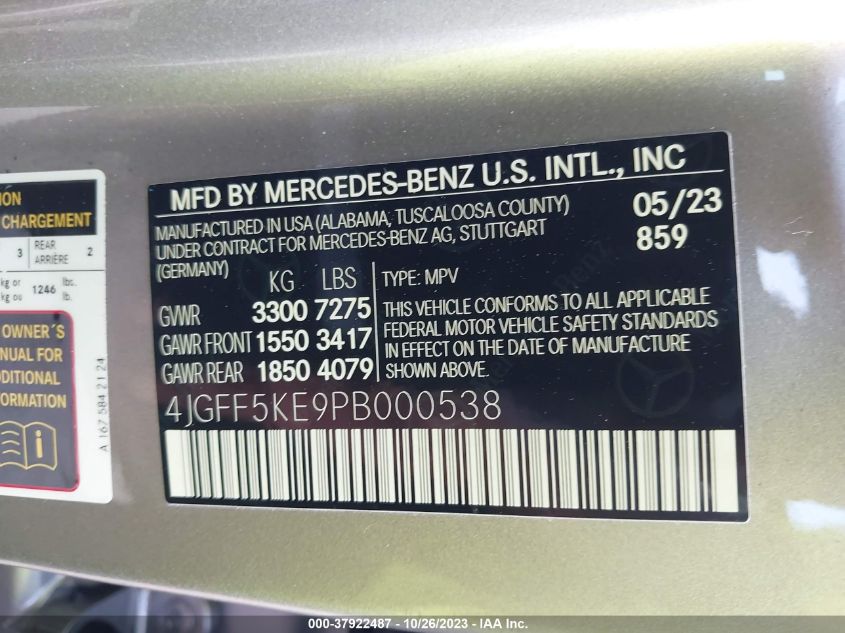 ION
CHARGEMENT
3 REAR ARRIÈRE 2
kg or kg ou 1246 lbs. lb.
OWNER´S
NUAL FOR
DDITIONAL
FORMATION
A 167 584 21 24
MFD BY MERCEDES-BENZ U.S. INTL., INC
MANUFACTURED IN USA (ALABAMA, TUSCALOOSA COUNTY)
UNDER CONTRACT FOR MERCEDES-BENZ AG, STUTTGART
(GERMANY)
05/23
859
KG LBS
GVWR 3300 7275
GAWR FRONT 1550 3417
GAWR REAR 1850 4079
TYPE: MPV
THIS VEHICLE CONFORMS TO ALL APPLICABLE
FEDERAL MOTOR VEHICLE SAFETY STANDARDS
IN EFFECT ON THE DATE OF MANUFACTURE
SHOWN ABOVE.
4JGFF5KE9PB000538
000-37922487 - 10/26/2023 - IAA Inc.